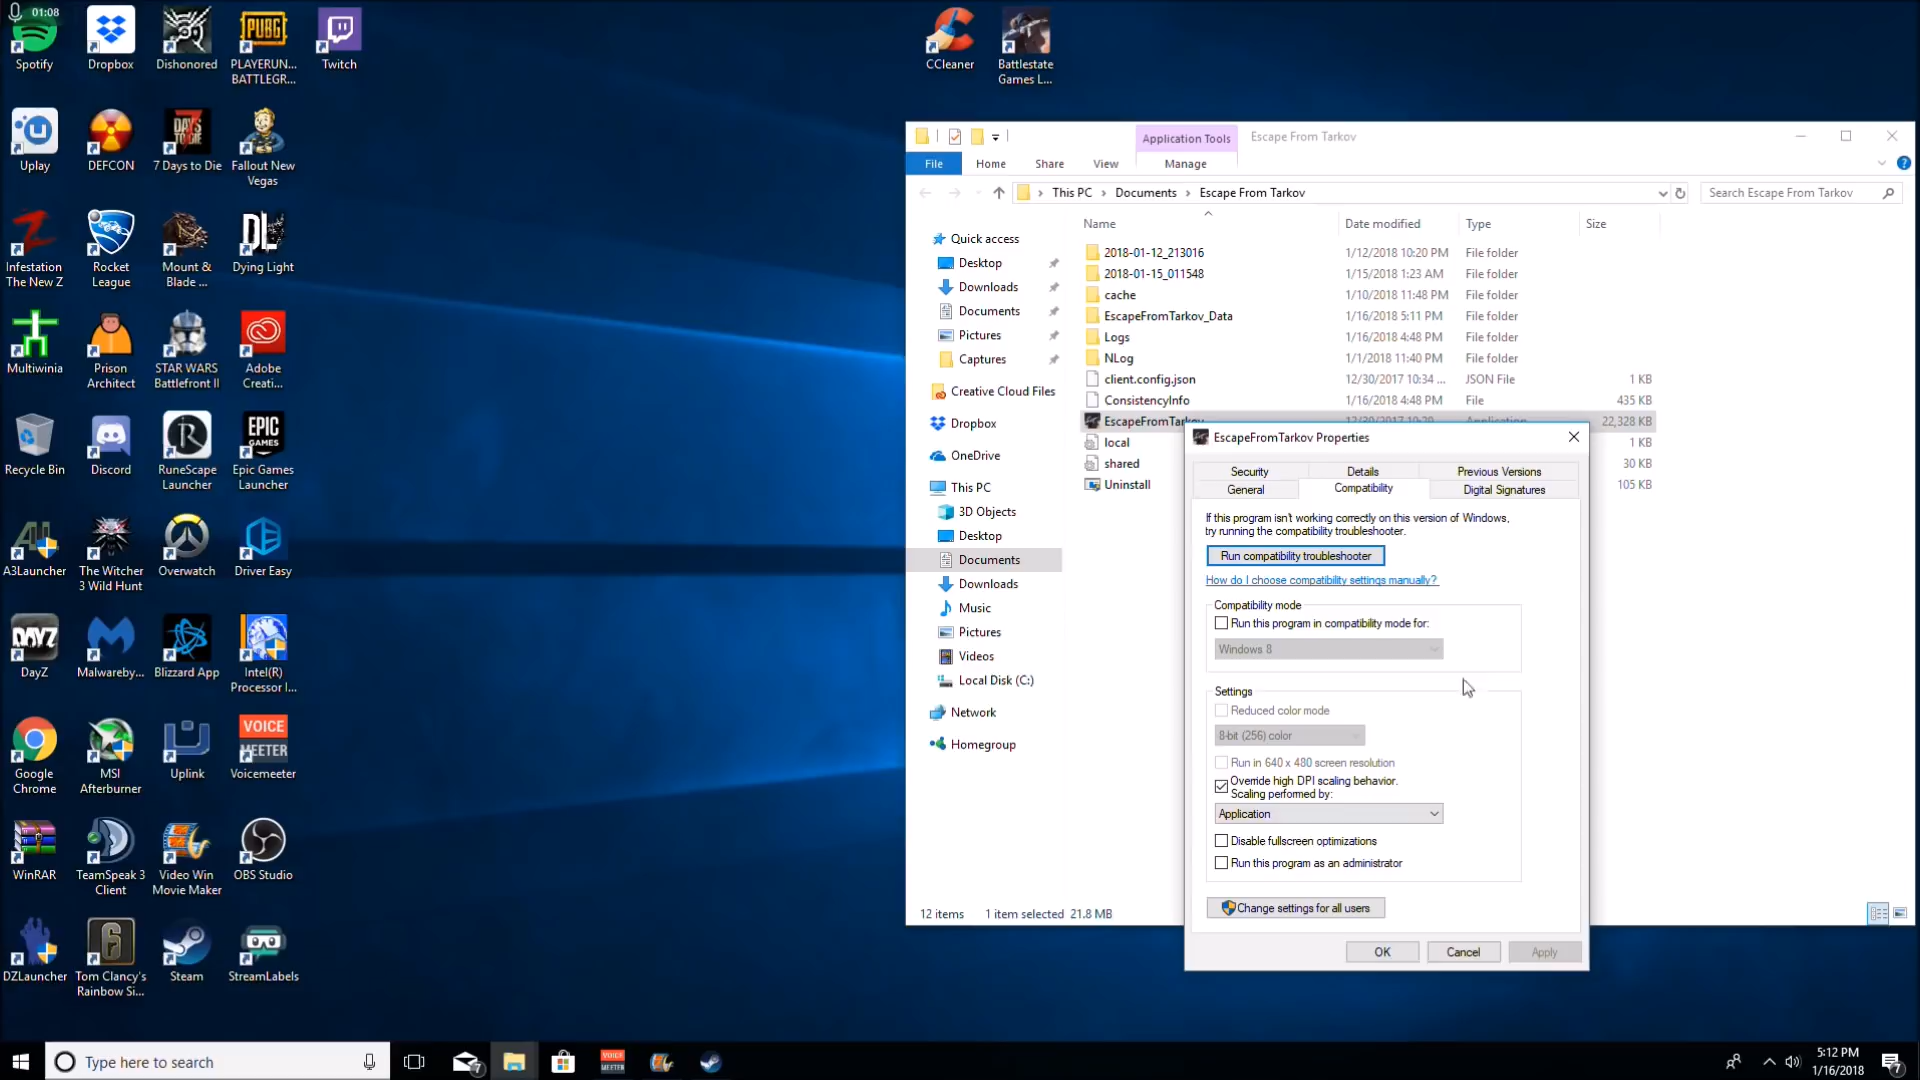 01:08
Spotify
Dropbox
Dishonored
PLAYERUN...
BATTLEGR...
PUBG
Twitch
CCleaner
Battlestate
Games L...
Uplay
DEFCON
7 Days to Die
Fallout New
Vegas
Infestation
The New Z
Rocket
League
Mount &
Blade ...
DL
Dying Light
Multiwinia
Prison
Architect
STAR WARS
Battlefront II
Adobe
Creati...
Recycle Bin
Discord
RuneScape
Launcher
EPIC
GAMES
Epic Games
Launcher
A3Launcher
The Witcher
3 Wild Hunt
Overwatch
Driver Easy
DAYZ
DayZ
Malwareby...
Blizzard App
Intel(R)
Processor I...
Google
Chrome
MSI
Afterburner
Uplink
VOICE
MEETER
Voicemeeter
WinRAR
TeamSpeak 3
Client
Video Win
Movie Maker
OBS Studio
DZLauncher
Tom Clancy's
Rainbow Si...
Steam
StreamLabels
Application Tools
Escape From Tarkov
File
Home
Share
View
Manage
This PC > Documents > Escape From Tarkov
Search Escape From Tarkov
Name
Date modified
Type
Size
Quick access
Desktop
Downloads
Documents
Pictures
Captures
Creative Cloud Files
Dropbox
OneDrive
This PC
3D Objects
Desktop
Documents
Downloads
Music
Pictures
Videos
Local Disk (C:)
Network
Homegroup
2018-01-12_213016 1/12/2018 10:20 PM File folder
2018-01-15_011548 1/15/2018 1:23 AM File folder
cache 1/10/2018 11:48 PM File folder
EscapeFromTarkov_Data 1/16/2018 5:11 PM File folder
Logs 1/16/2018 4:48 PM File folder
NLog 1/1/2018 11:40 PM File folder
client.config.json 12/30/2017 10:34 ... JSON File 1 KB
ConsistencyInfo 1/16/2018 4:48 PM File 435 KB
EscapeFromTarkov 12/30/2017 10:20 Application 22,328 KB
local 1 KB
shared 30 KB
Uninstall 105 KB
12 items 1 item selected 21.8 MB
EscapeFromTarkov Properties
Security
Details
Previous Versions
General
Compatibility
Digital Signatures
If this program isn't working correctly on this version of Windows,
try running the compatibility troubleshooter.
Run compatibility troubleshooter
How do I choose compatibility settings manually?
Compatibility mode
Run this program in compatibility mode for:
Windows 8
Settings
Reduced color mode
8-bit (256) color
Run in 640 x 480 screen resolution
Override high DPI scaling behavior.
Scaling performed by:
Application
Disable fullscreen optimizations
Run this program as an administrator
Change settings for all users
OK
Cancel
Apply
Type here to search
7
VOICE
MEETER
5:12 PM
1/16/2018
7